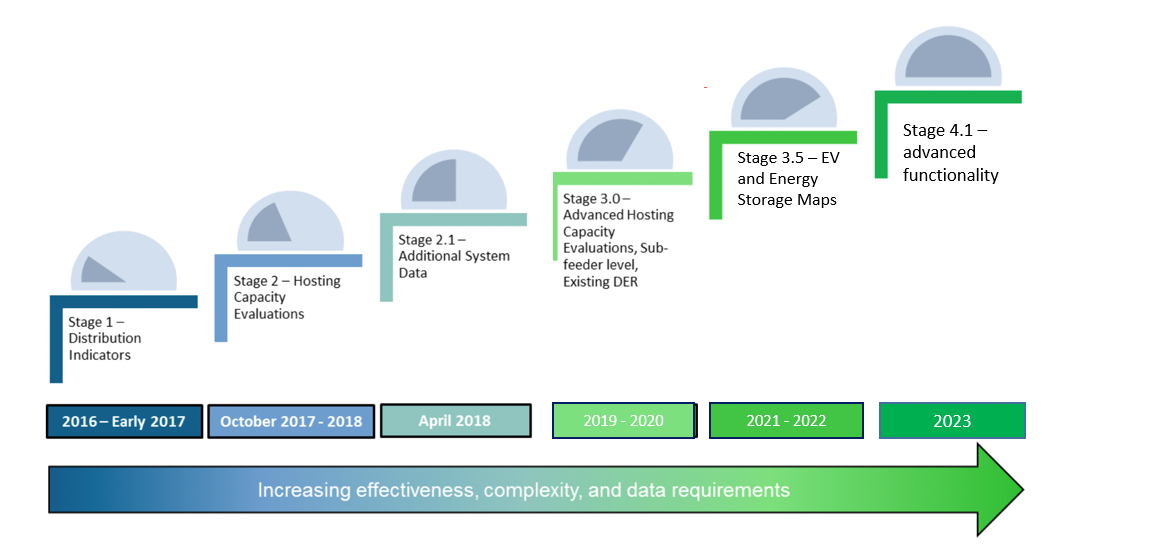 Stage 1 –
Distribution
Indicators
Stage 2 – Hosting
Capacity
Evaluations
Stage 2.1 –
Additional System
Data
Stage 3.0 –
Advanced Hosting
Capacity
Evaluations, Sub-
feeder level,
Existing DER
Stage 3.5 – EV
and Energy
Storage Maps
Stage 4.1 –
advanced
functionality
2016 – Early 2017
October 2017 - 2018
April 2018
2019 - 2020
2021 - 2022
2023
Increasing effectiveness, complexity, and data requirements